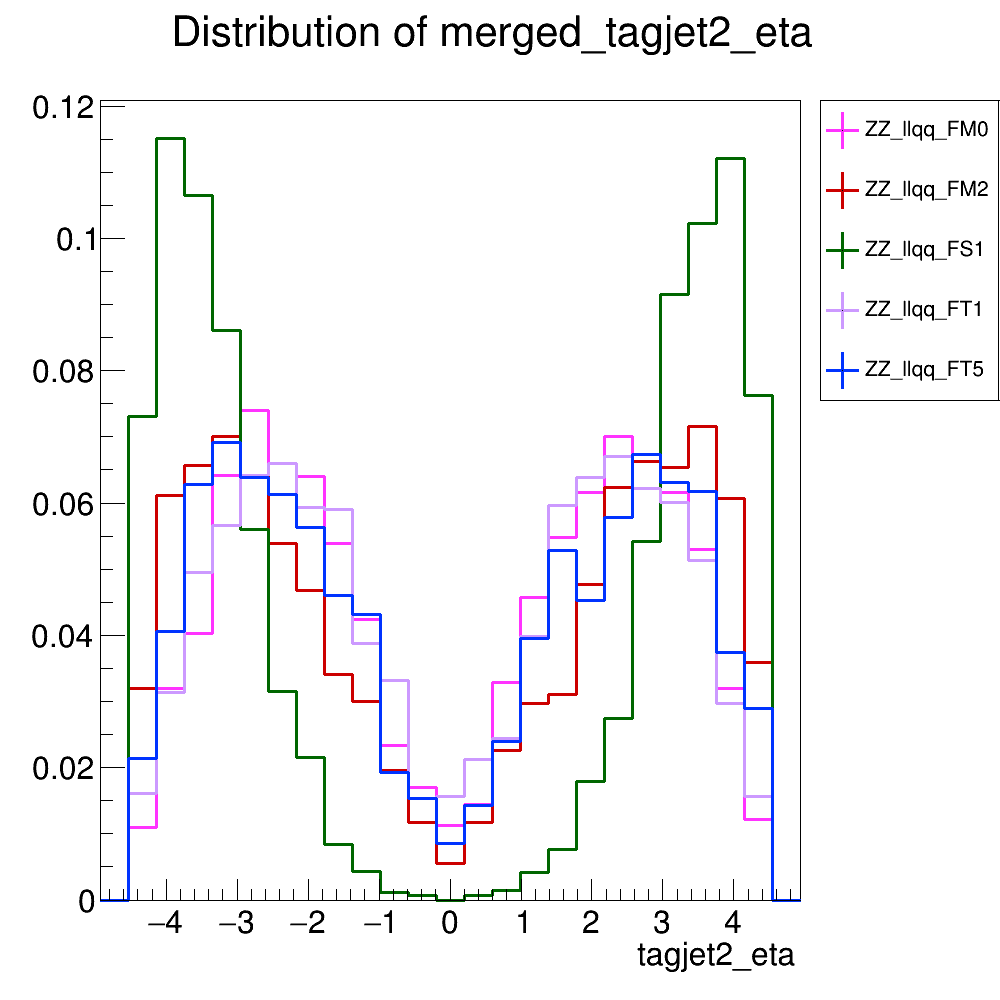 Distribution of merged_tagjet2_eta
0.12
0.1
0.08
0.06
0.04
0.02
0
−4 −3 −2 −1 0 1 2 3 4
tagjet2_eta
ZZ_llqq_FM0
ZZ_llqq_FM2
ZZ_llqq_FS1
ZZ_llqq_FT1
ZZ_llqq_FT5